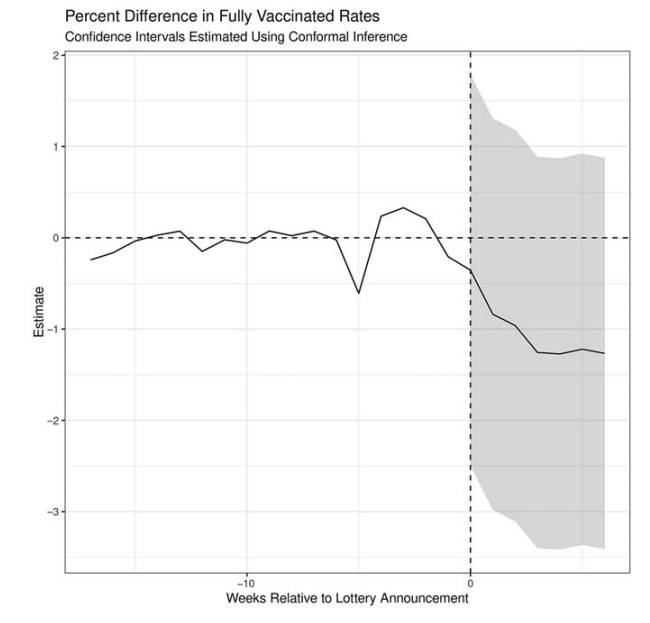 Percent Difference in Fully Vaccinated Rates
Confidence Intervals Estimated Using Conformal Inference
2
1
0
−1
−2
−3
Estimate
−10
0
Weeks Relative to Lottery Announcement